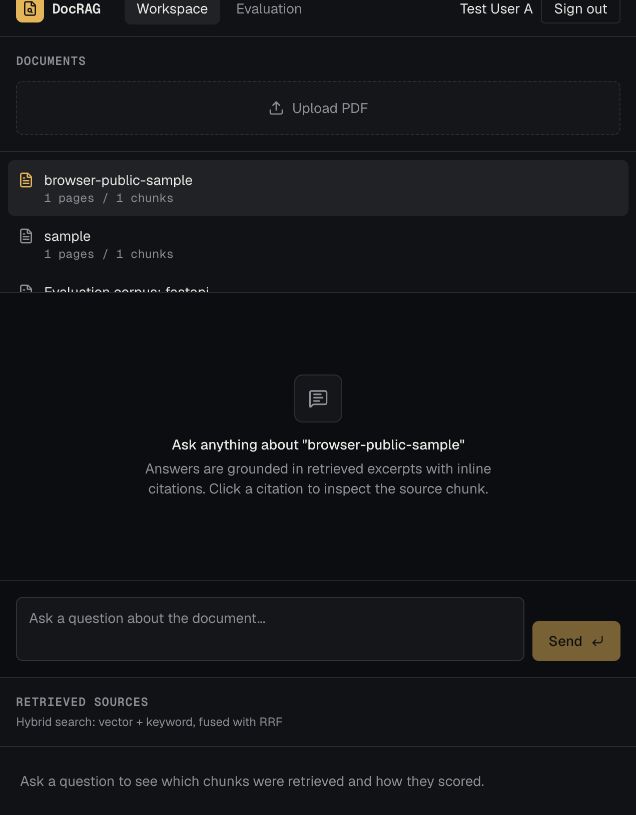 DocRAG Workspace Evaluation Test User A Sign out
DOCUMENTS
Upload PDF
browser-public-sample
1 pages / 1 chunks
sample
1 pages / 1 chunks
Evaluation corpus: fastapi
Ask anything about "browser-public-sample"
Answers are grounded in retrieved excerpts with inline
citations. Click a citation to inspect the source chunk.
Ask a question about the document...
Send
RETRIEVED SOURCES
Hybrid search: vector + keyword, fused with RRF
Ask a question to see which chunks were retrieved and how they scored.